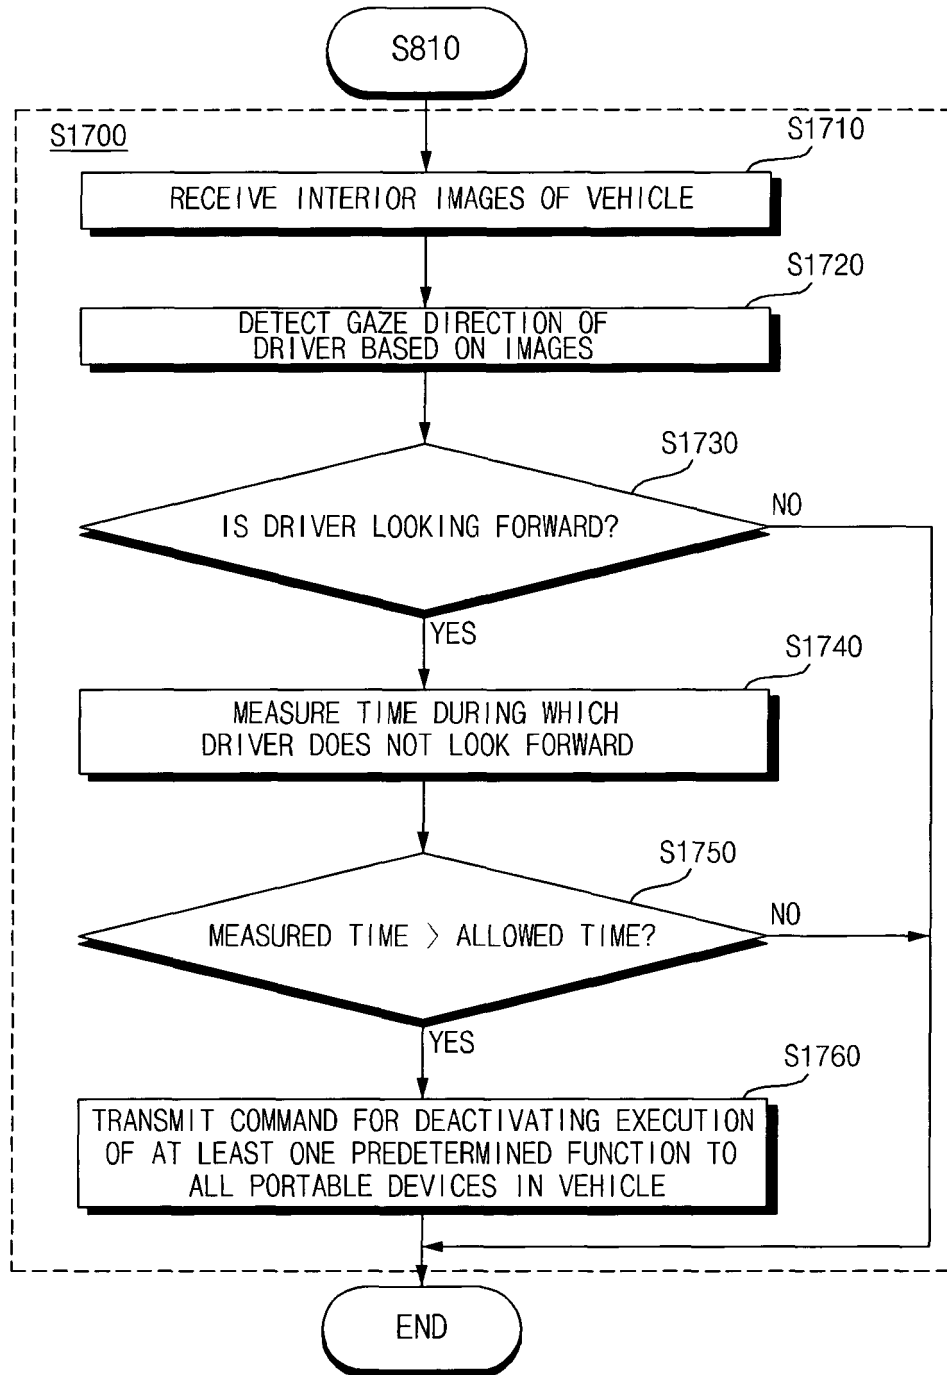 S810
S1700
S1710
RECEIVE INTERIOR IMAGES OF VEHICLE
S1720
DETECT GAZE DIRECTION OF
DRIVER BASED ON IMAGES
S1730
IS DRIVER LOOKING FORWARD?
NO
YES
S1740
MEASURE TIME DURING WHICH
DRIVER DOES NOT LOOK FORWARD
S1750
MEASURED TIME > ALLOWED TIME?
NO
YES
S1760
TRANSMIT COMMAND FOR DEACTIVATING EXECUTION
OF AT LEAST ONE PREDETERMINED FUNCTION TO
ALL PORTABLE DEVICES IN VEHICLE
END